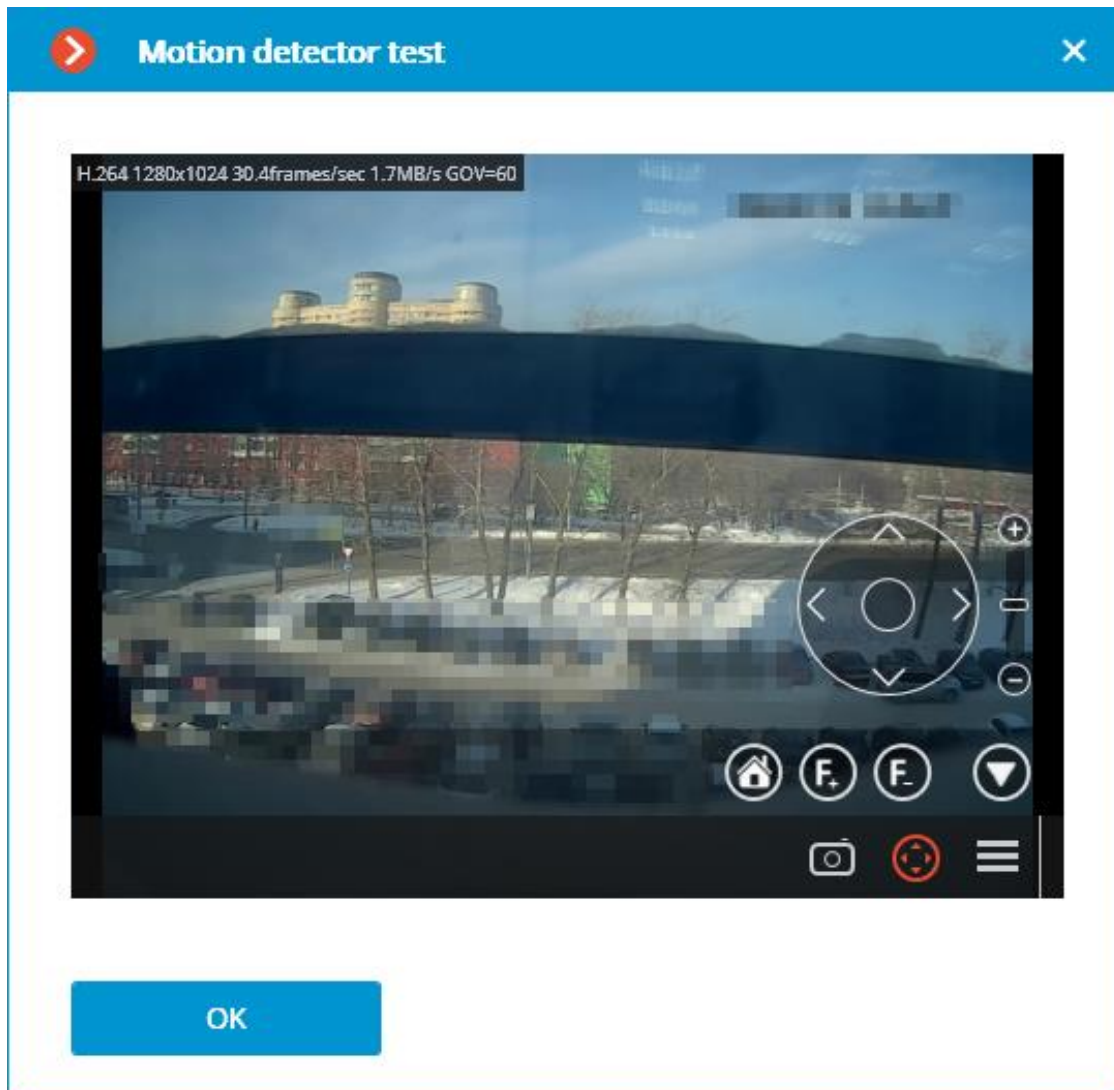 Motion detector test
H.264 1280x1024 30.4frames/sec 1.7MB/s GOV=60
F+
F-
OK